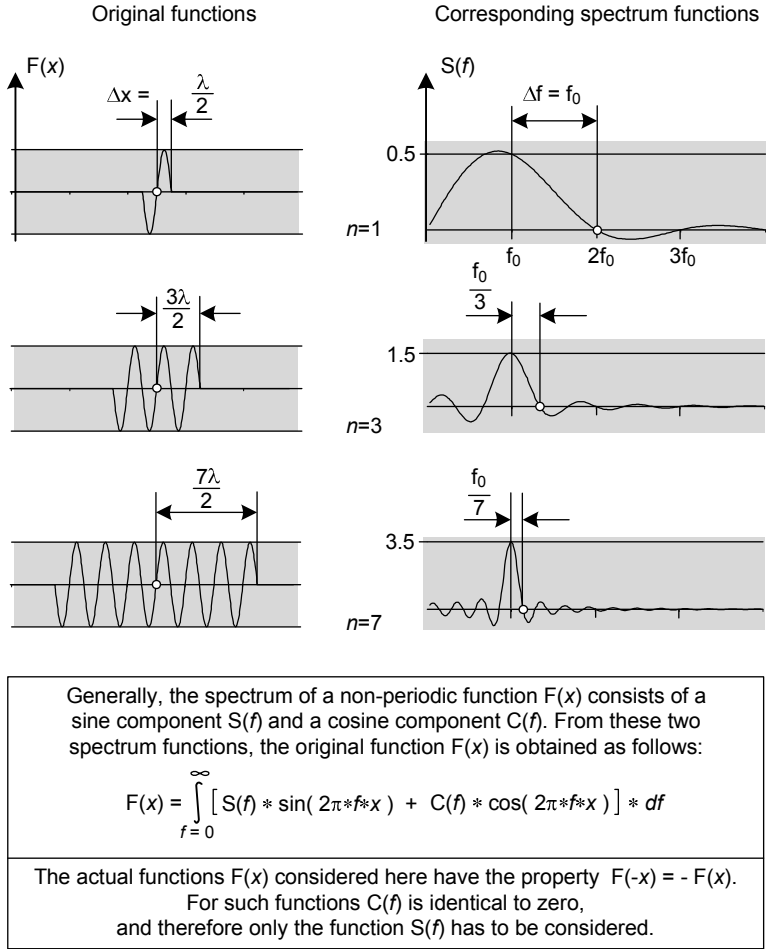 Original functions
Corresponding spectrum functions
F(x)
Δx = λ/2
S(f)
Δf = f₀
0.5
n=1
f₀ 2f₀ 3f₀
3λ/2
f₀/3
1.5
n=3
7λ/2
f₀/7
3.5
n=7
Generally, the spectrum of a non-periodic function F(x) consists of a
sine component S(f) and a cosine component C(f). From these two
spectrum functions, the original function F(x) is obtained as follows:
∞
F(x) = ∫ [ S(f) * sin( 2π*f*x ) + C(f) * cos( 2π*f*x ) ] * df
f = 0
The actual functions F(x) considered here have the property F(-x) = - F(x).
For such functions C(f) is identical to zero,
and therefore only the function S(f) has to be considered.